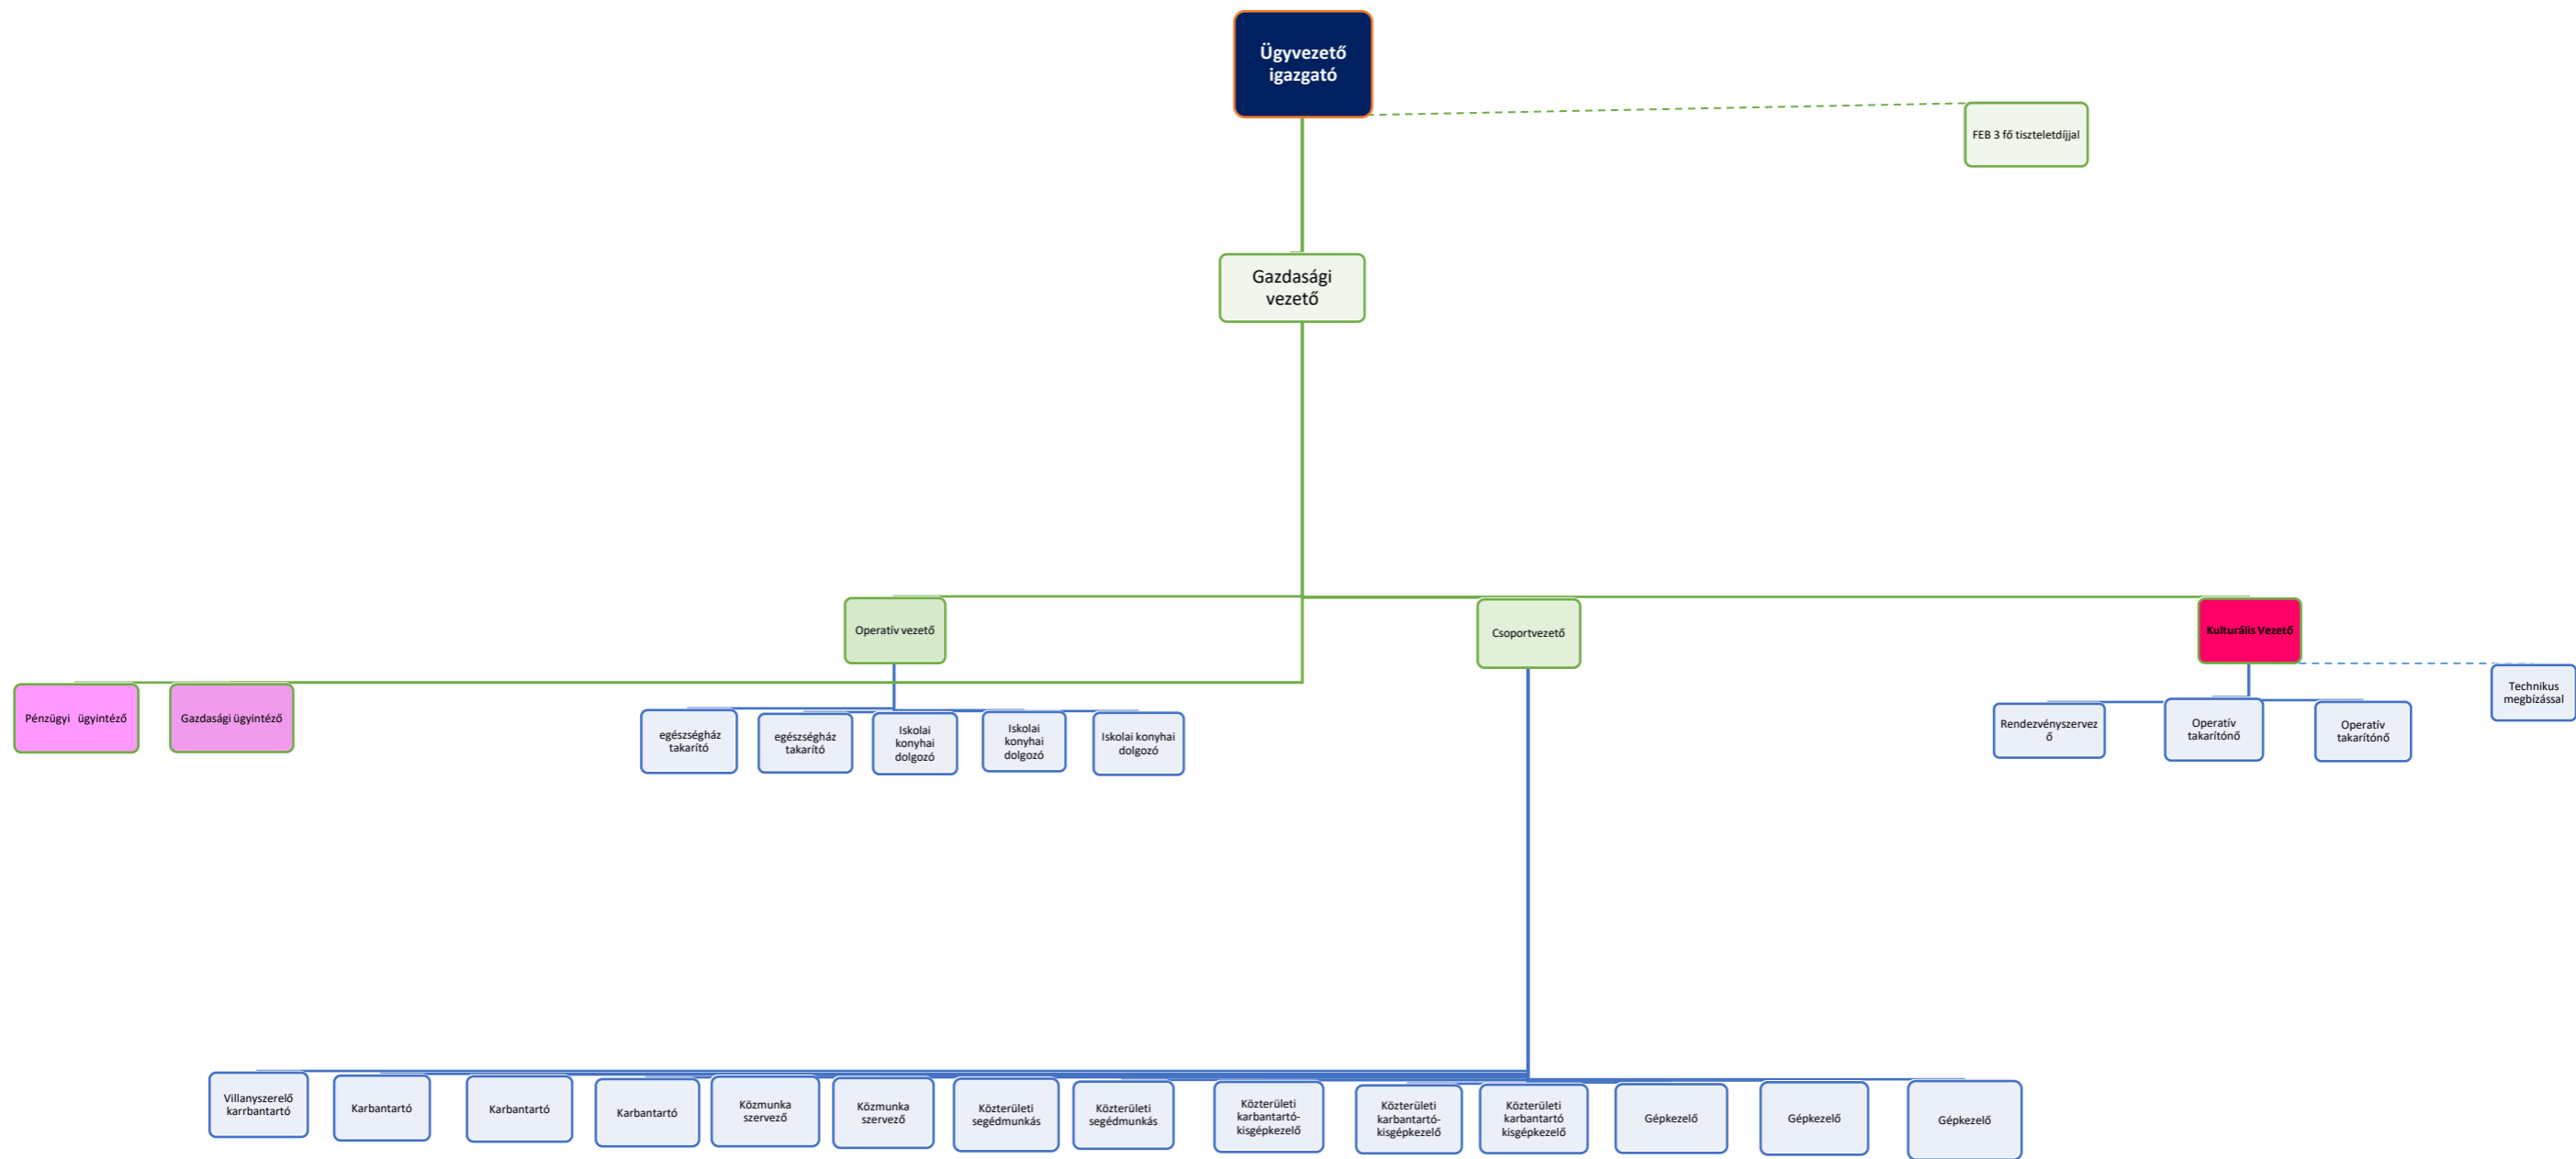 Ügyvezető
igazgató
FEB 3 fő tiszteletdíjjal
Gazdasági
vezető
Operatív vezető
Csoportvezető
Kulturális Vezető
Pénzügyi ügyintéző
Gazdasági ügyintéző
egészségház
takarító
egészségház
takarító
Iskolai
konyhai
dolgozó
Iskolai
konyhai
dolgozó
Iskolai konyhai
dolgozó
Rendezvényszervez
ő
Operatív
takarítónő
Operatív
takarítónő
Technikus
megbízással
Villanyszerelő
karrbantartó
Karbantartó
Karbantartó
Karbantartó
Közmunka
szervező
Közmunka
szervező
Közterületi
segédmunkás
Közterületi
segédmunkás
Közterületi
karbantartó-
kisgépkezelő
Közterületi
karbantartó-
kisgépkezelő
Közterületi
karbantartó
kisgépkezelő
Gépkezelő
Gépkezelő
Gépkezelő